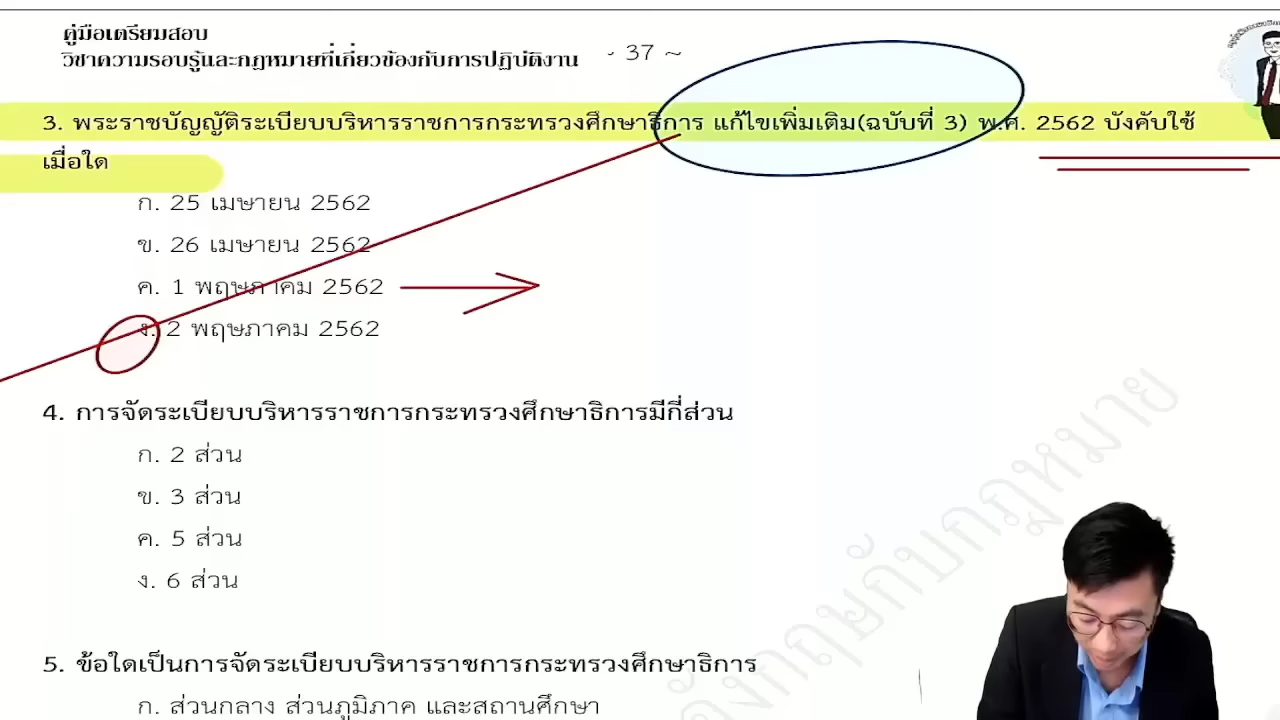 คู่มือเตรียมสอบ
วิชาความรอบรู้และกฎหมายที่เกี่ยวข้องกับการปฏิบัติงาน - 37 ~
3. พระราชบัญญัติระเบียบบริหารราชการกระทรวงศึกษาธิการ แก้ไขเพิ่มเติม(ฉบับที่ 3) พ.ศ. 2562 บังคับใช้
เมื่อใด
ก. 25 เมษายน 2562
ข. 26 เมษายน 2562
ค. 1 พฤษภาคม 2562
ง. 2 พฤษภาคม 2562
4. การจัดระเบียบบริหารราชการกระทรวงศึกษาธิการมีกี่ส่วน
ก. 2 ส่วน
ข. 3 ส่วน
ค. 5 ส่วน
ง. 6 ส่วน
5. ข้อใดเป็นการจัดระเบียบบริหารราชการกระทรวงศึกษาธิการ
ก. ส่วนกลาง ส่วนภูมิภาค และสถานศึกษา